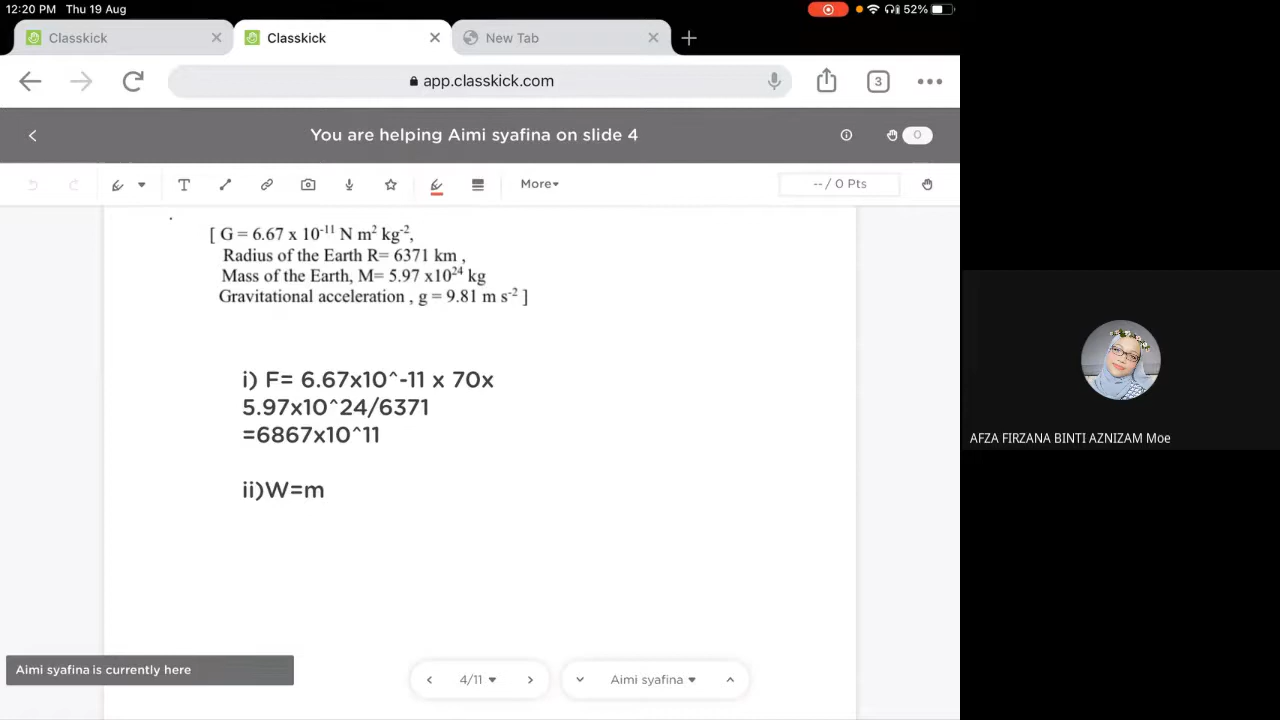 12:20 PM Thu 19 Aug
52%
Classkick
Classkick
New Tab
app.classkick.com
3
You are helping Aimi syafina on slide 4
0
T
More
-- / 0 Pts
[ G = 6.67 x 10⁻¹¹ N m² kg⁻²,
Radius of the Earth R= 6371 km ,
Mass of the Earth, M= 5.97 x10²⁴ kg
Gravitational acceleration , g = 9.81 m s⁻² ]
i) F= 6.67x10^-11 x 70x
5.97x10^24/6371
=6867x10^11
ii)W=m
AFZA FIRZANA BINTI AZNIZAM Moe
Aimi syafina is currently here
4/11
Aimi syafina